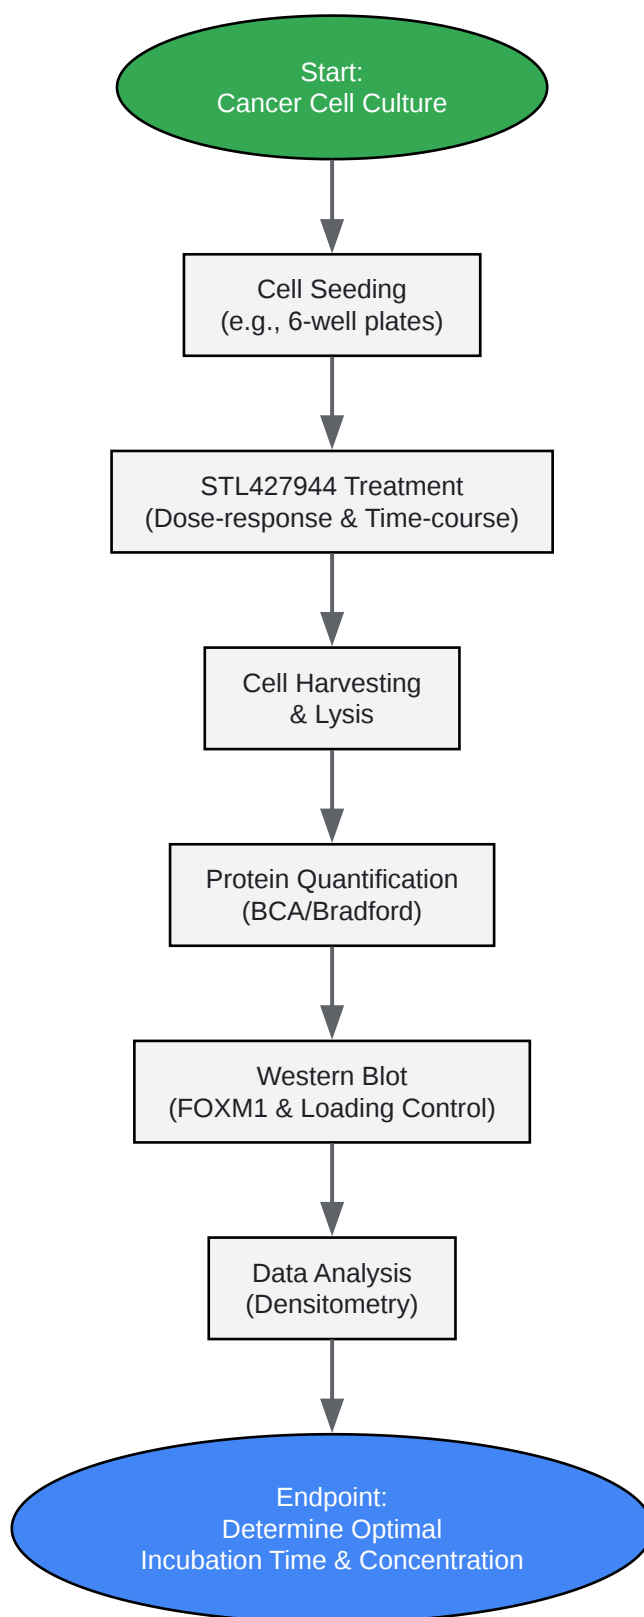 Start:
Cancer Cell Culture
Cell Seeding
(e.g., 6-well plates)
STL427944 Treatment
(Dose-response & Time-course)
Cell Harvesting
& Lysis
Protein Quantification
(BCA/Bradford)
Western Blot
(FOXM1 & Loading Control)
Data Analysis
(Densitometry)
Endpoint:
Determine Optimal
Incubation Time & Concentration